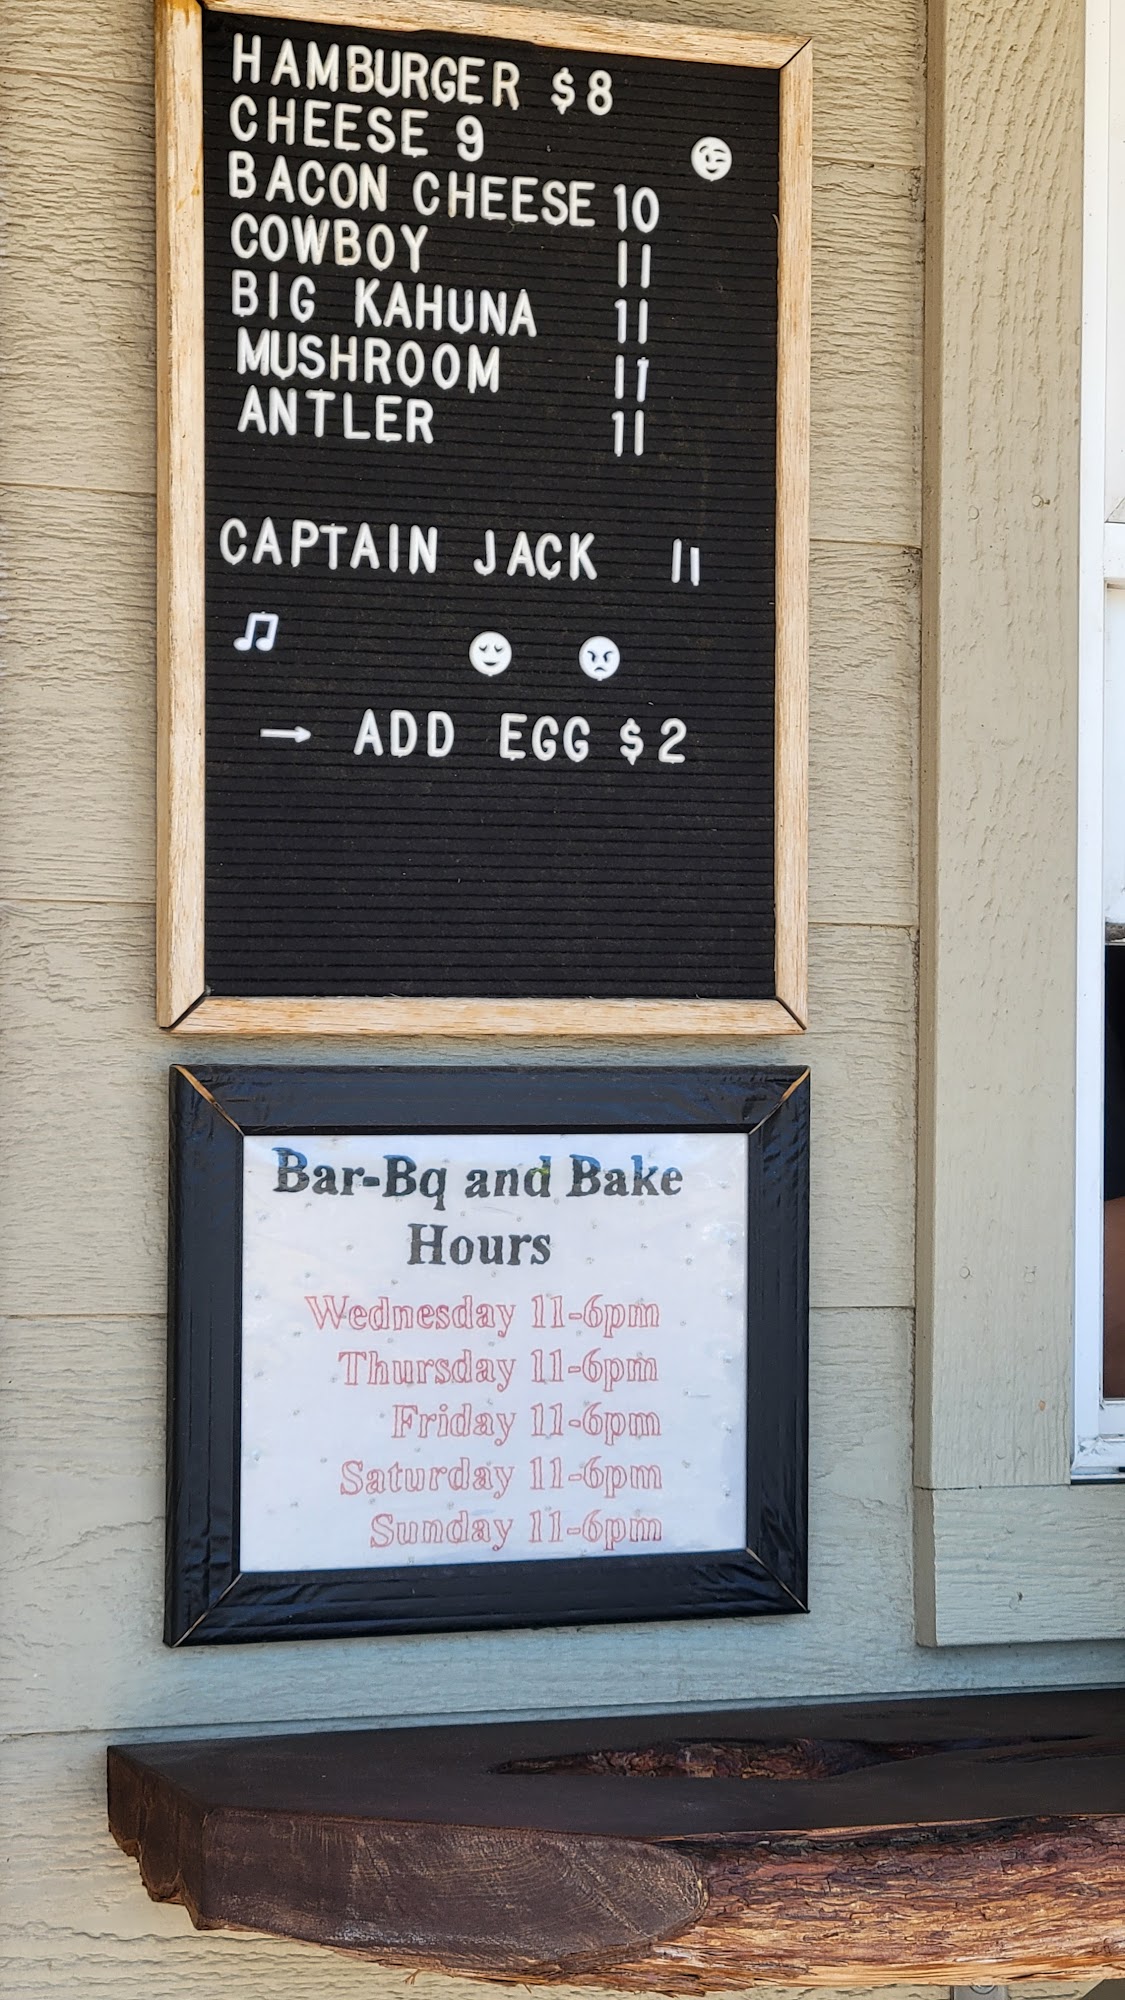 HAMBURGER $8
CHEESE 9
BACON CHEESE 10
COWBOY 11
BIG KAHUNA 11
MUSHROOM 11
ANTLER 11
CAPTAIN JACK 11
→ ADD EGG $2
Bar-Bq and Bake
Hours
Wednesday 11-6pm
Thursday 11-6pm
Friday 11-6pm
Saturday 11-6pm
Sunday 11-6pm